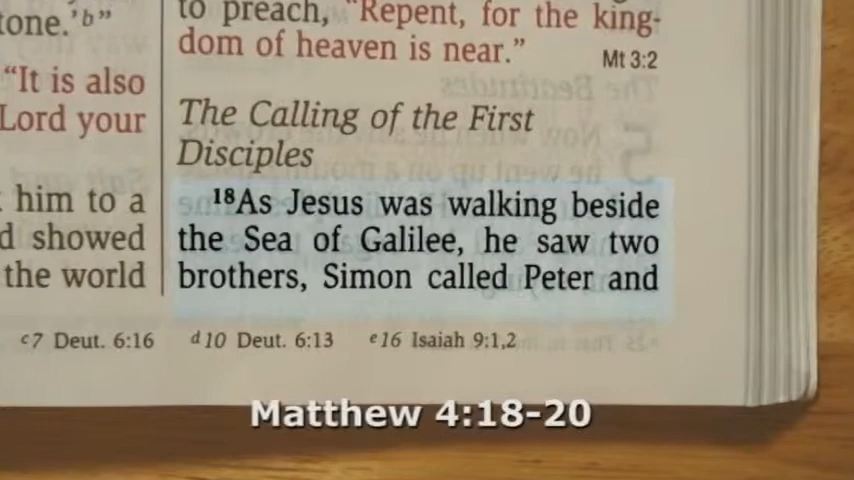 tone.'b”
“It is also
Lord your
him to a
d showed
the world
to preach, “Repent, for the king-
dom of heaven is near.”
Mt 3:2
The Calling of the First
Disciples
18As Jesus was walking beside
the Sea of Galilee, he saw two
brothers, Simon called Peter and
c7 Deut. 6:16 d10 Deut. 6:13 e16 Isaiah 9:1,2
Matthew 4:18-20